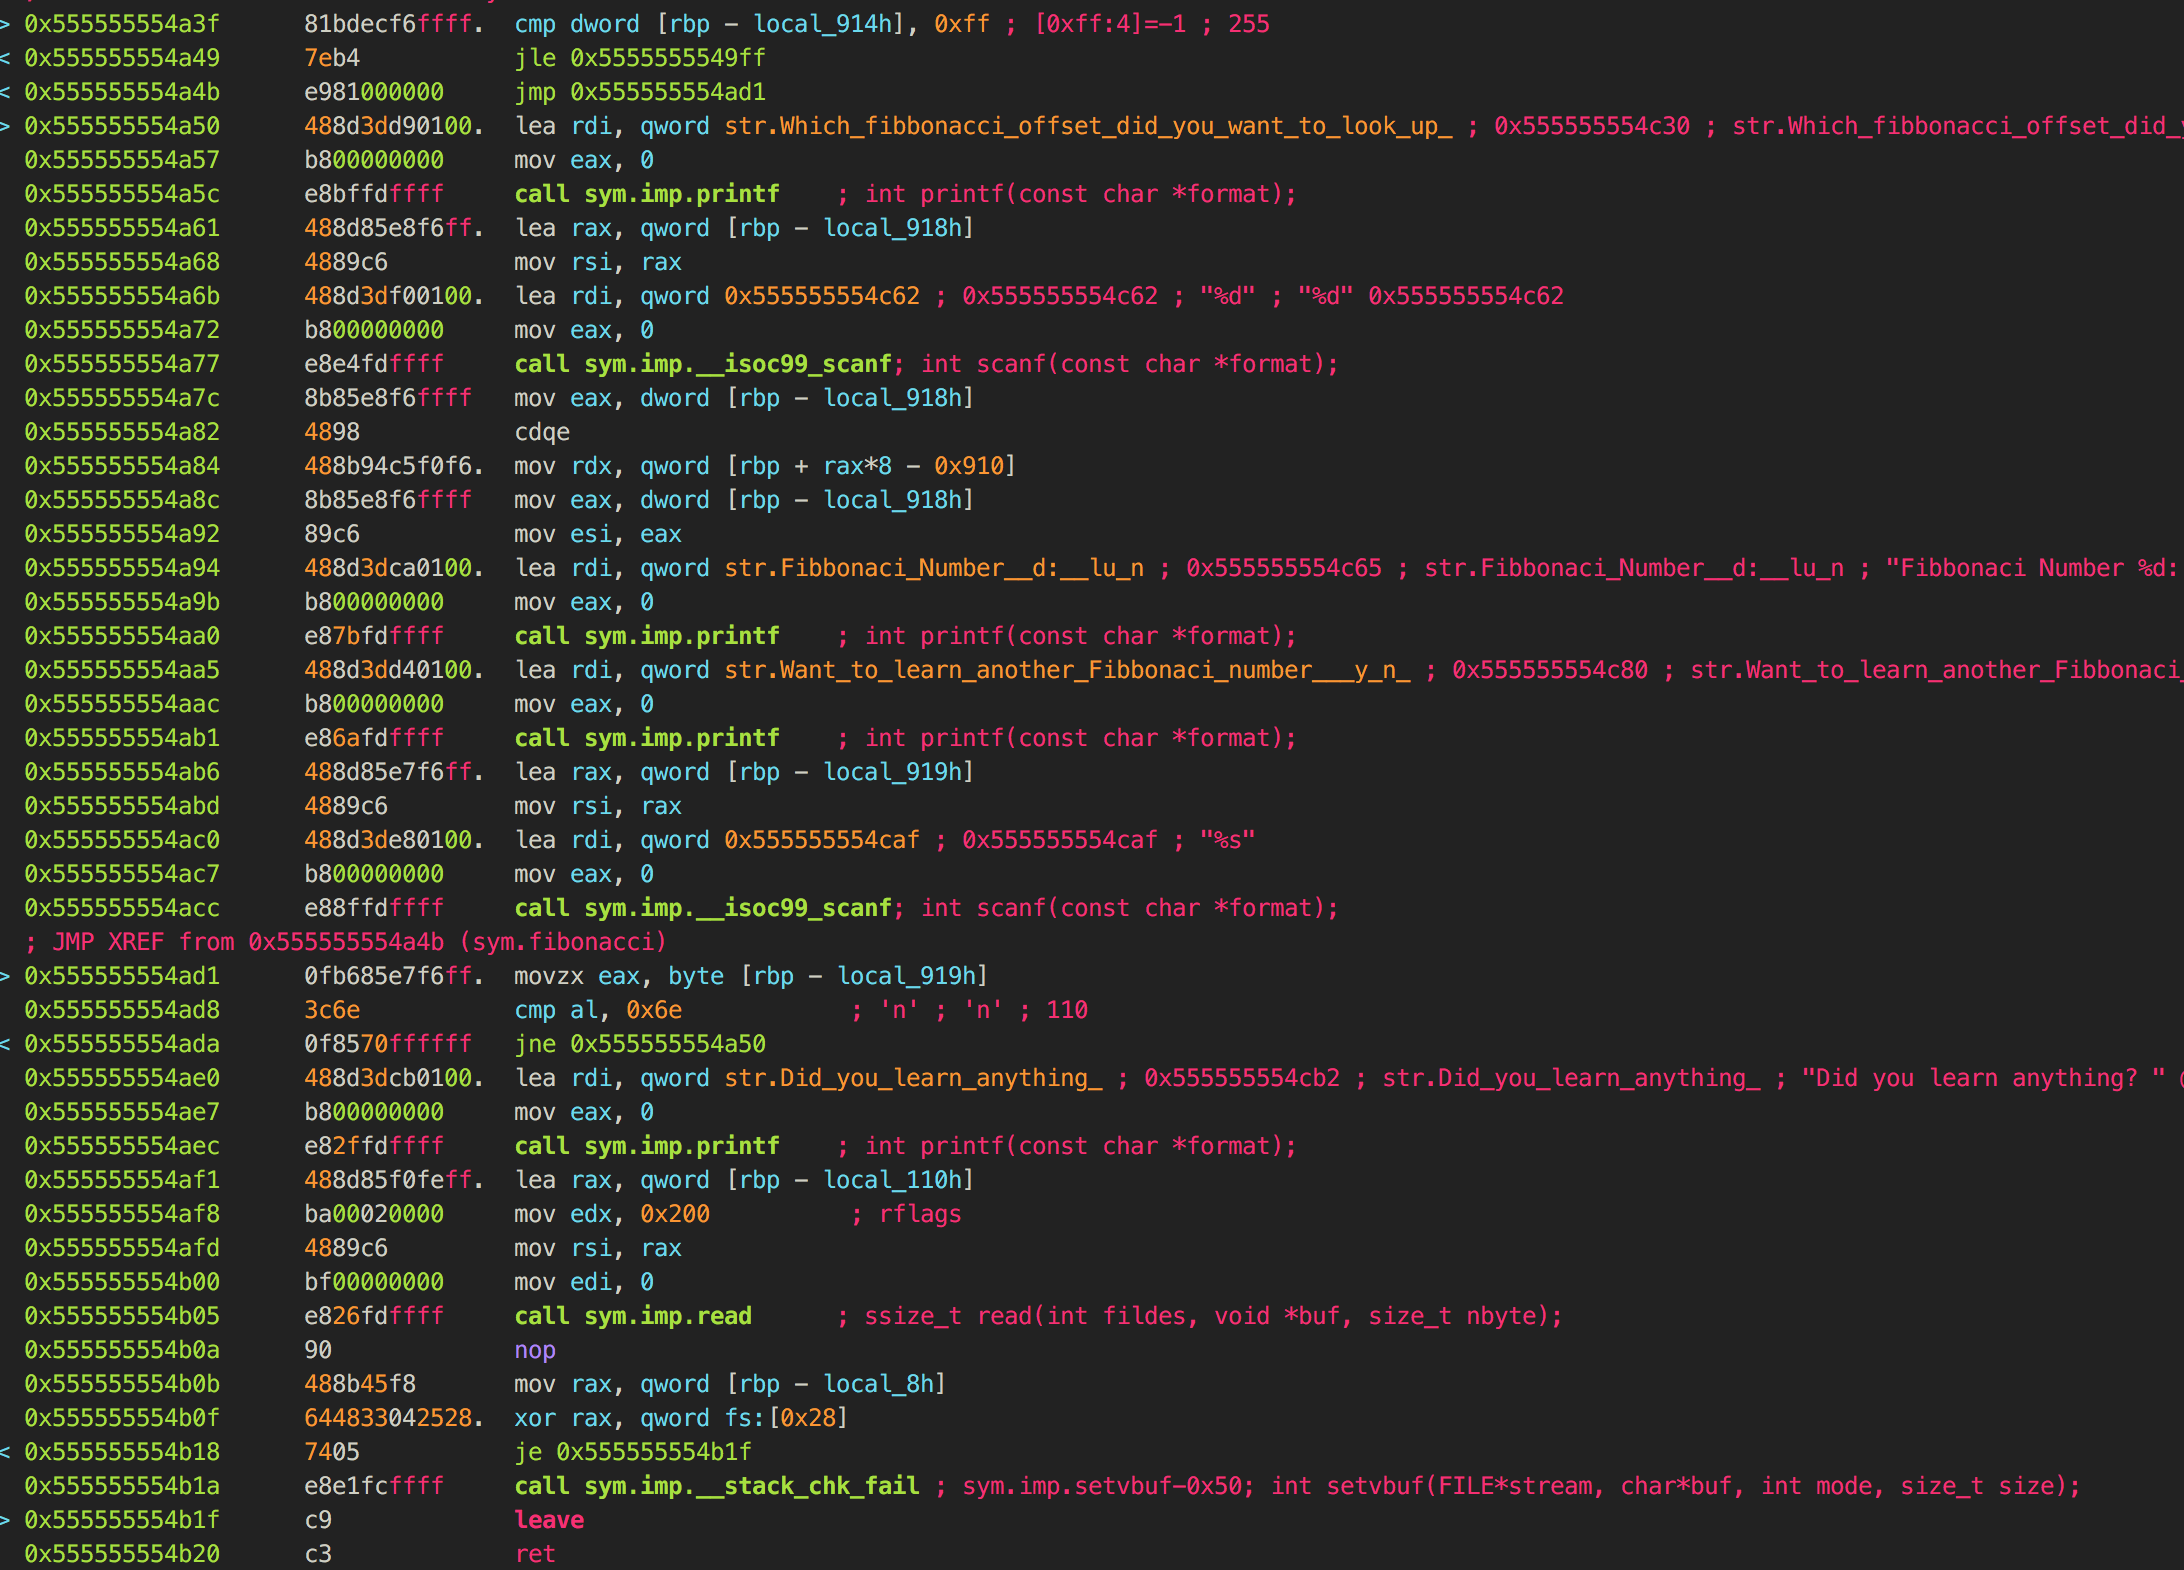 > 0x555555554a3f 81bdecf6ffff. cmp dword [rbp - local_914h], 0xff ; [0xff:4]=-1 ; 255
< 0x555555554a49 7eb4 jle 0x5555555549ff
< 0x555555554a4b e981000000 jmp 0x555555554ad1
> 0x555555554a50 488d3dd90100. lea rdi, qword str.Which_fibbonacci_offset_did_you_want_to_look_up_ ; 0x555555554c30 ; str.Which_fibbonacci_offset_did_
0x555555554a57 b800000000 mov eax, 0
0x555555554a5c e8bffdffff call sym.imp.printf ; int printf(const char *format);
0x555555554a61 488d85e8f6ff. lea rax, qword [rbp - local_918h]
0x555555554a68 4889c6 mov rsi, rax
0x555555554a6b 488d3df00100. lea rdi, qword 0x555555554c62 ; 0x555555554c62 ; "%d" ; "%d" 0x555555554c62
0x555555554a72 b800000000 mov eax, 0
0x555555554a77 e8e4fdffff call sym.imp.__isoc99_scanf; int scanf(const char *format);
0x555555554a7c 8b85e8f6ffff mov eax, dword [rbp - local_918h]
0x555555554a82 4898 cdqe
0x555555554a84 488b94c5f0f6. mov rdx, qword [rbp + rax*8 - 0x910]
0x555555554a8c 8b85e8f6ffff mov eax, dword [rbp - local_918h]
0x555555554a92 89c6 mov esi, eax
0x555555554a94 488d3dca0100. lea rdi, qword str.Fibbonaci_Number__d:__lu_n ; 0x555555554c65 ; str.Fibbonaci_Number__d:__lu_n ; "Fibbonaci Number %d:
0x555555554a9b b800000000 mov eax, 0
0x555555554aa0 e87bfdffff call sym.imp.printf ; int printf(const char *format);
0x555555554aa5 488d3dd40100. lea rdi, qword str.Want_to_learn_another_Fibbonaci_number___y_n_ ; 0x555555554c80 ; str.Want_to_learn_another_Fibbonaci_
0x555555554aac b800000000 mov eax, 0
0x555555554ab1 e86afdffff call sym.imp.printf ; int printf(const char *format);
0x555555554ab6 488d85e7f6ff. lea rax, qword [rbp - local_919h]
0x555555554abd 4889c6 mov rsi, rax
0x555555554ac0 488d3de80100. lea rdi, qword 0x555555554caf ; 0x555555554caf ; "%s"
0x555555554ac7 b800000000 mov eax, 0
0x555555554acc e88ffdffff call sym.imp.__isoc99_scanf; int scanf(const char *format);
; JMP XREF from 0x555555554a4b (sym.fibonacci)
> 0x555555554ad1 0fb685e7f6ff. movzx eax, byte [rbp - local_919h]
0x555555554ad8 3c6e cmp al, 0x6e ; 'n' ; 'n' ; 110
< 0x555555554ada 0f8570ffffff jne 0x555555554a50
0x555555554ae0 488d3dcb0100. lea rdi, qword str.Did_you_learn_anything_ ; 0x555555554cb2 ; str.Did_you_learn_anything_ ; "Did you learn anything? "
0x555555554ae7 b800000000 mov eax, 0
0x555555554aec e82ffdffff call sym.imp.printf ; int printf(const char *format);
0x555555554af1 488d85f0feff. lea rax, qword [rbp - local_110h]
0x555555554af8 ba00020000 mov edx, 0x200 ; rflags
0x555555554afd 4889c6 mov rsi, rax
0x555555554b00 bf00000000 mov edi, 0
0x555555554b05 e826fdffff call sym.imp.read ; ssize_t read(int fildes, void *buf, size_t nbyte);
0x555555554b0a 90 nop
0x555555554b0b 488b45f8 mov rax, qword [rbp - local_8h]
0x555555554b0f 644833042528. xor rax, qword fs:[0x28]
< 0x555555554b18 7405 je 0x555555554b1f
0x555555554b1a e8e1fcffff call sym.imp.__stack_chk_fail ; sym.imp.setvbuf-0x50; int setvbuf(FILE*stream, char*buf, int mode, size_t size);
> 0x555555554b1f c9 leave
0x555555554b20 c3 ret